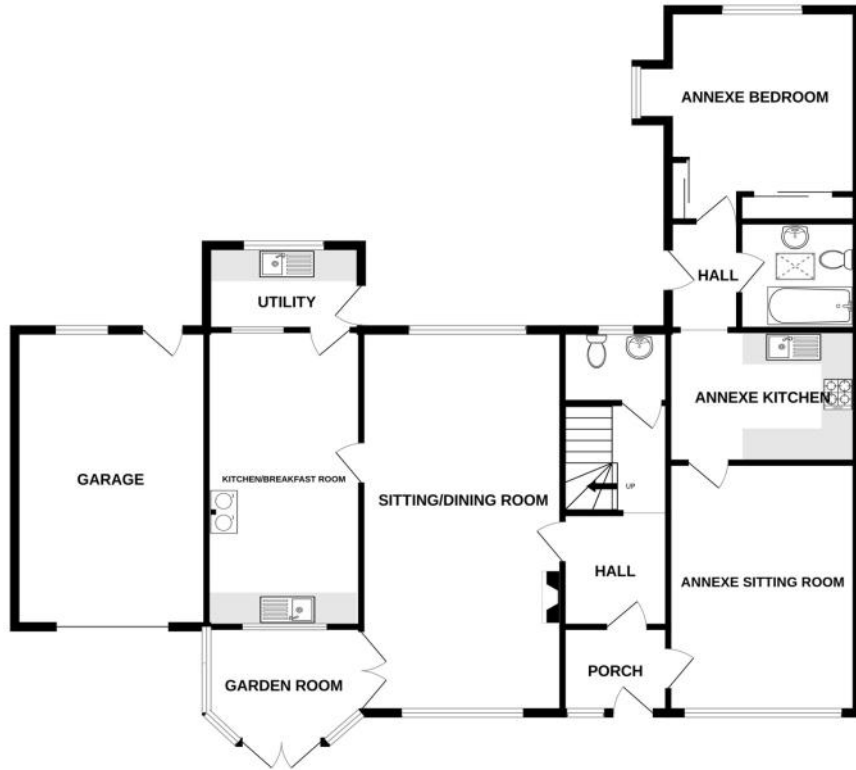 ANNEXE BEDROOM
HALL
UTILITY
ANNEXE KITCHEN
GARAGE
KITCHEN/BREAKFAST ROOM
SITTING/DINING ROOM
UP
HALL
ANNEXE SITTING ROOM
PORCH
GARDEN ROOM